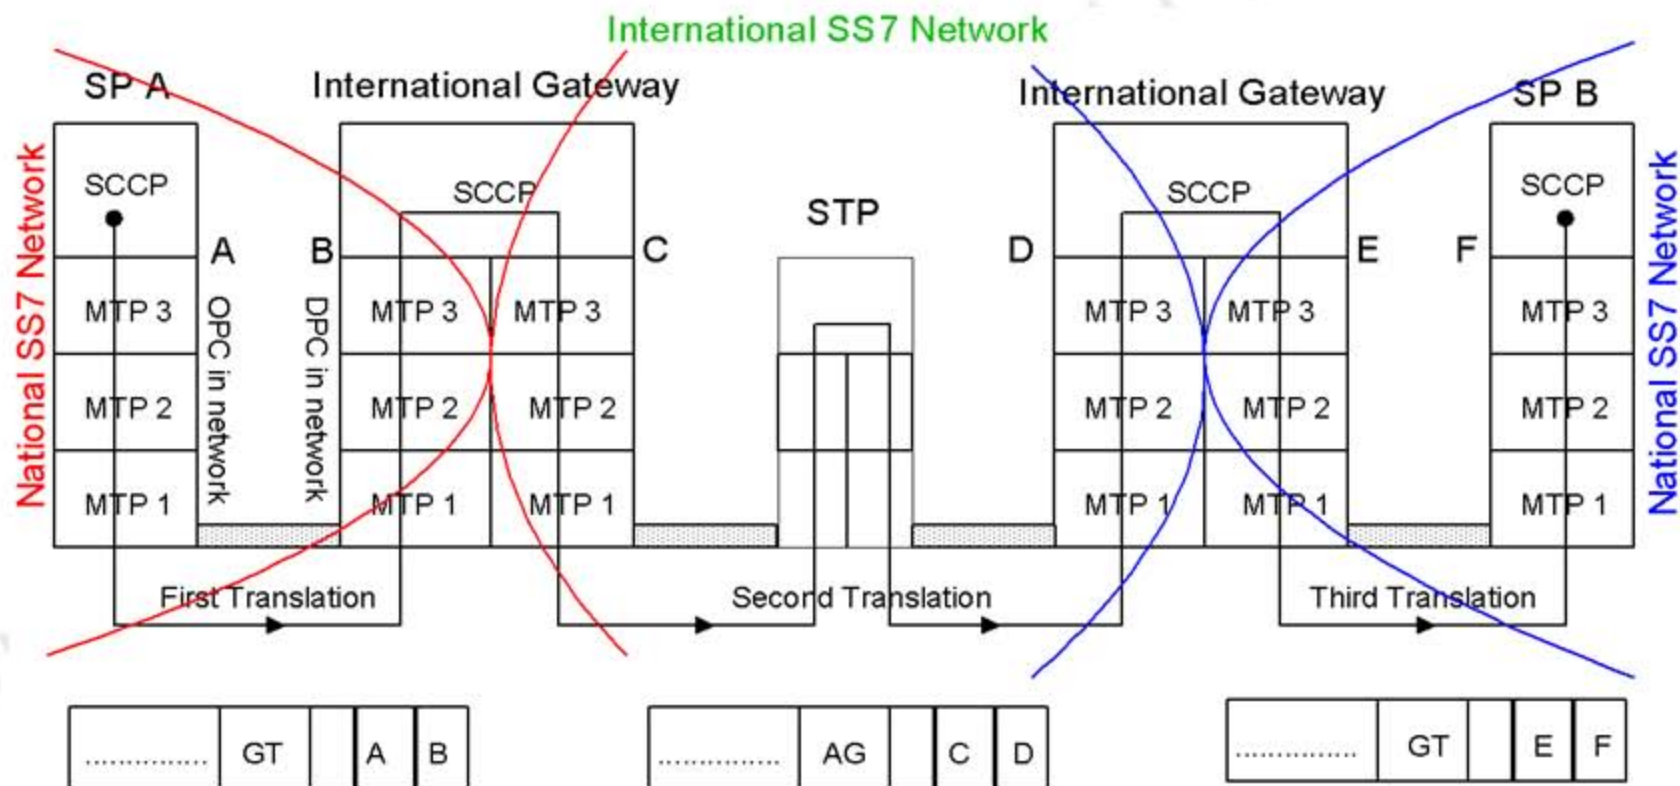 International SS7 Network
SP A
International Gateway
International Gateway
SP B
National SS7 Network
SCCP
SCCP
STP
SCCP
SCCP
National SS7 Network
A
B
C
D
E
F
MTP 3
OPC in network
DPC in network
MTP 3
MTP 3
MTP 3
MTP 3
MTP 3
MTP 2
MTP 2
MTP 2
MTP 2
MTP 2
MTP 2
MTP 1
MTP 1
MTP 1
MTP 1
MTP 1
MTP 1
First Translation
Second Translation
Third Translation
.............. GT A B
.............. AG C D
.............. GT E F